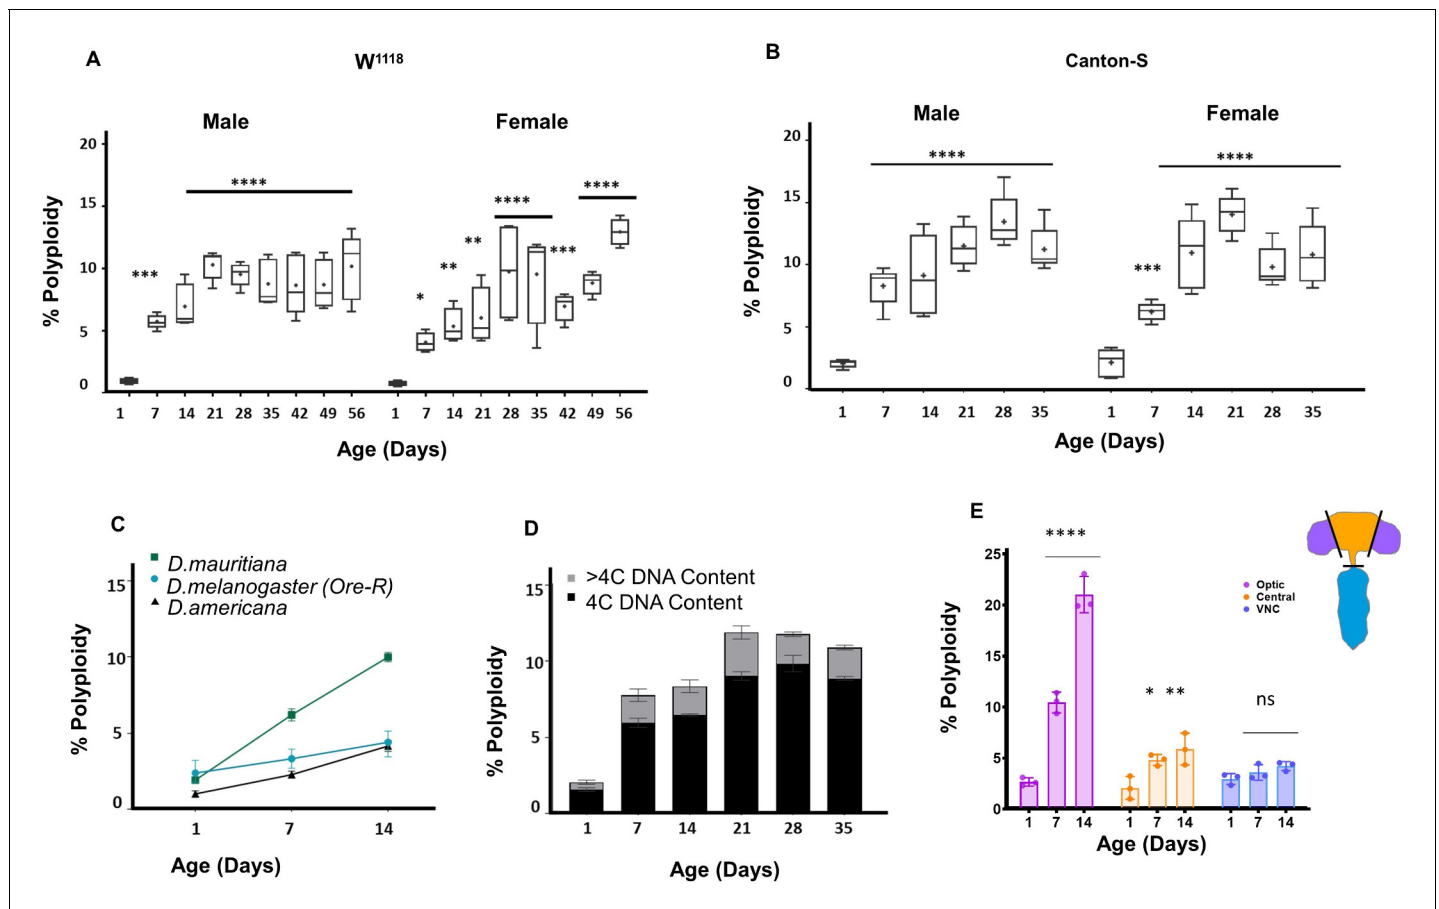 A
W1118
Male
Female
% Polyploidy
20
15
10
5
0
***
****
*
**
**
****
***
****
1 7 14 21 28 35 42 49 56
1 7 14 21 28 35 42 49 56
Age (Days)
B
Canton-S
Male
Female
% Polyploidy
20
15
10
5
0
****
***
****
1 7 14 21 28 35
1 7 14 21 28 35
Age (Days)
C
D.mauritiana
D.melanogaster (Ore-R)
D.americana
% Polyploidy
15
10
5
0
1 7 14
Age (Days)
D
>4C DNA Content
4C DNA Content
% Polyploidy
15
10
5
0
1 7 14 21 28 35
Age (Days)
E
% Polyploidy
25
20
15
10
5
0
****
* **
ns
Optic
Central
VNC
1 7 14
1 7 14
1 7 14
Age (Days)